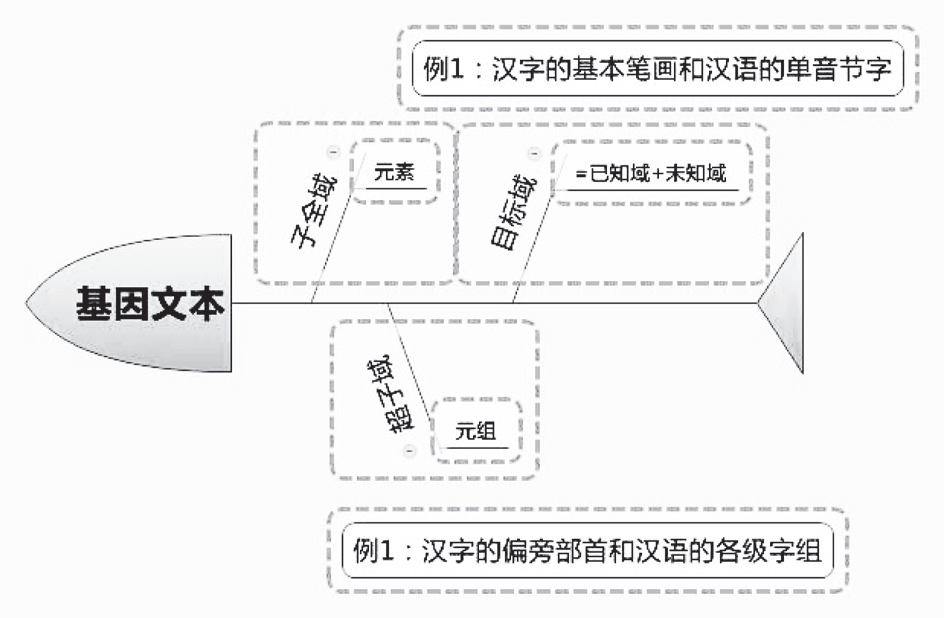 例1：汉字的基本笔画和汉语的单音节字
子全域
元素
目标域
=已知域+未知域
基因文本
超子域
元组
例1：汉字的偏旁部首和汉语的各级字组